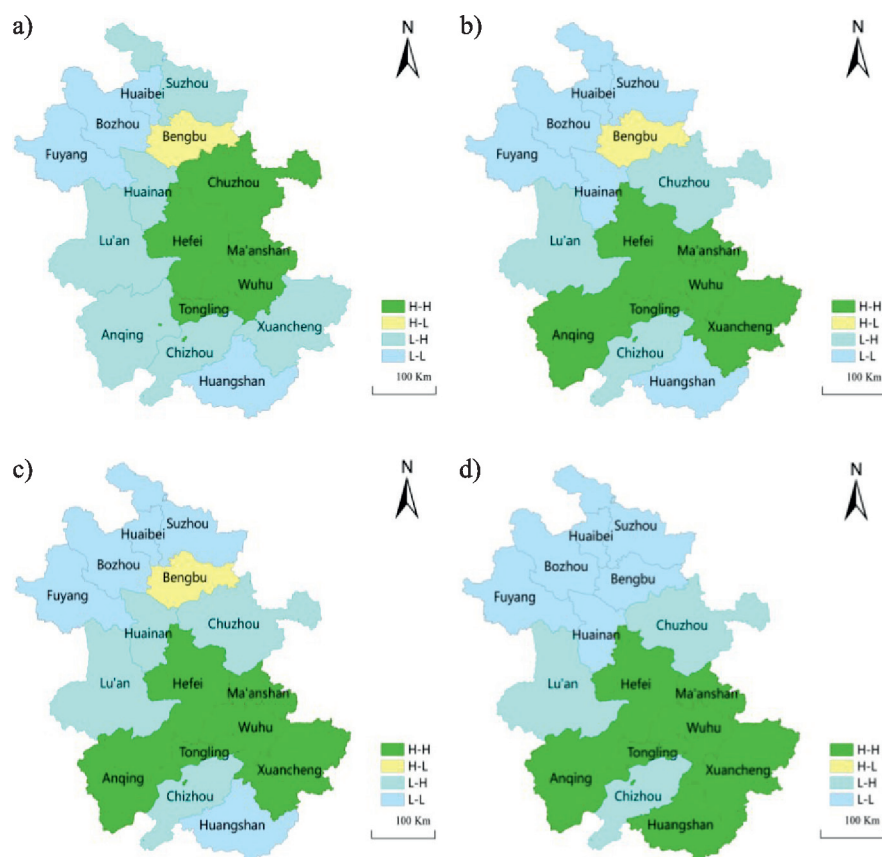 a)
N
Suzhou
Huaibei
Bozhou
Bengbu
Fuyang
Chuzhou
Huainan
Lu'an
Hefei
Ma'anshan
Wuhu
Tongling
Anqing
Xuancheng
Chizhou
Huangshan
H-H
H-L
L-H
L-L
100 Km
b)
N
Suzhou
Huaibei
Bozhou
Bengbu
Fuyang
Chuzhou
Huainan
Lu'an
Hefei
Ma'anshan
Wuhu
Tongling
Anqing
Xuancheng
Chizhou
Huangshan
H-H
H-L
L-H
L-L
100 Km
c)
N
Suzhou
Huaibei
Bozhou
Bengbu
Fuyang
Chuzhou
Huainan
Lu'an
Hefei
Ma'anshan
Wuhu
Tongling
Anqing
Xuancheng
Chizhou
Huangshan
H-H
H-L
L-H
L-L
100 Km
d)
N
Suzhou
Huaibei
Bozhou
Bengbu
Fuyang
Chuzhou
Huainan
Lu'an
Hefei
Ma'anshan
Wuhu
Tongling
Anqing
Xuancheng
Chizhou
Huangshan
H-H
H-L
L-H
L-L
100 Km